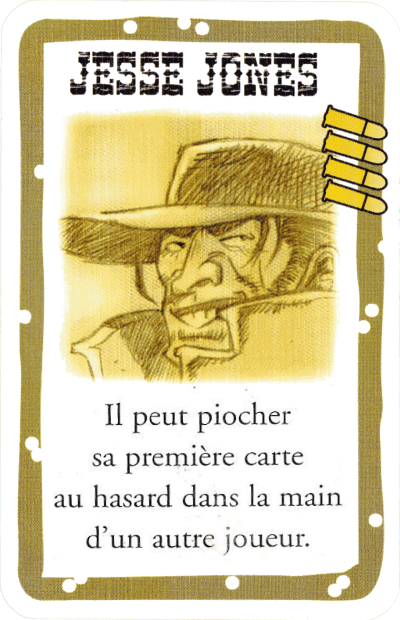 JESSE JONES
Il peut piocher
sa première carte
au hasard dans la main
d'un autre joueur.